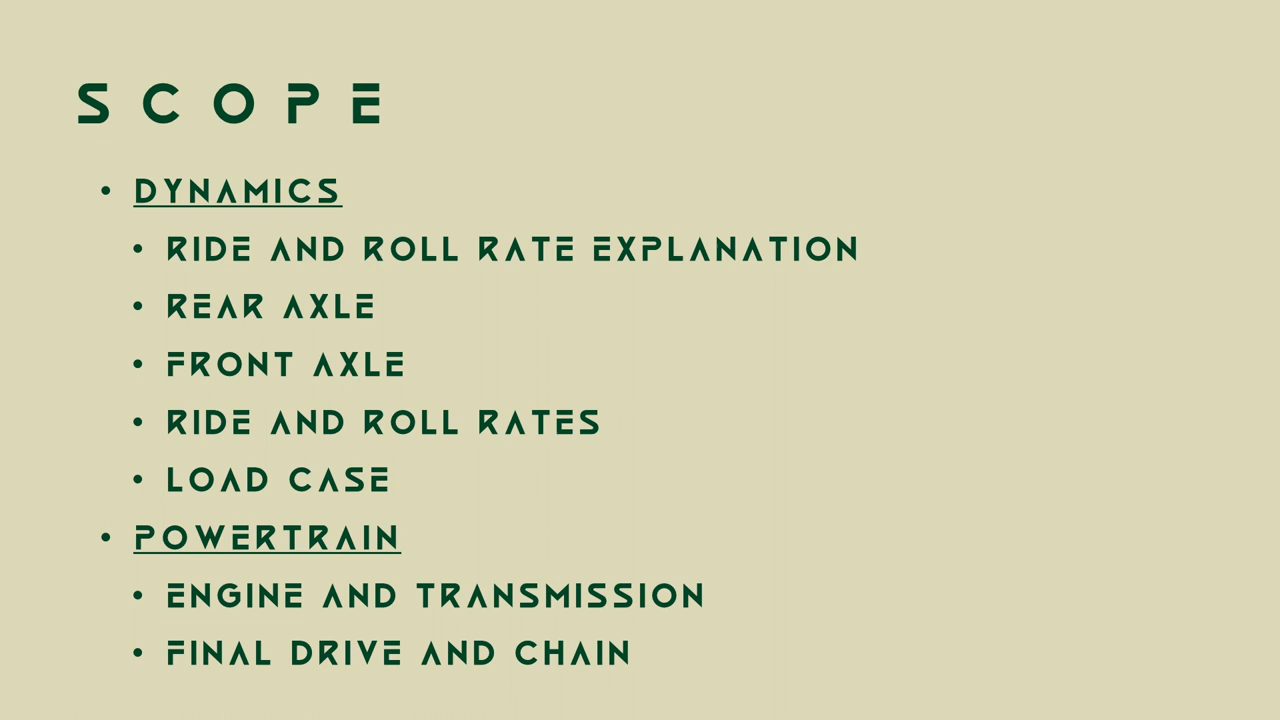 SCOPE
• DYNAMICS
• RIDE AND ROLL RATE EXPLANATION
• REAR AXLE
• FRONT AXLE
• RIDE AND ROLL RATES
• LOAD CASE
• POWERTRAIN
• ENGINE AND TRANSMISSION
• FINAL DRIVE AND CHAIN